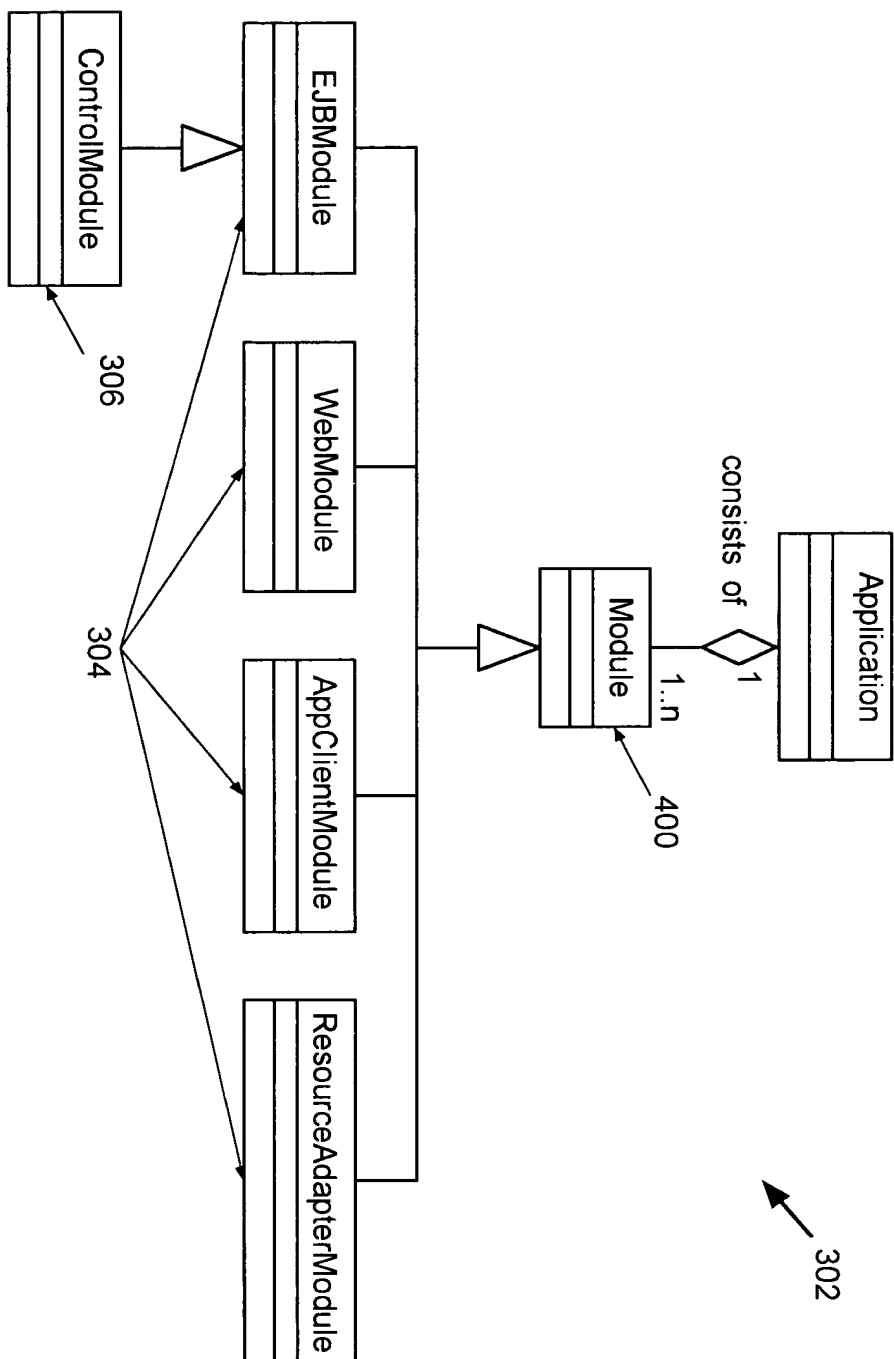 302
Application
consists of
1
1..n
Module
400
EJBModule
WebModule
AppClientModule
ResourceAdapterModule
304
ControlModule
306